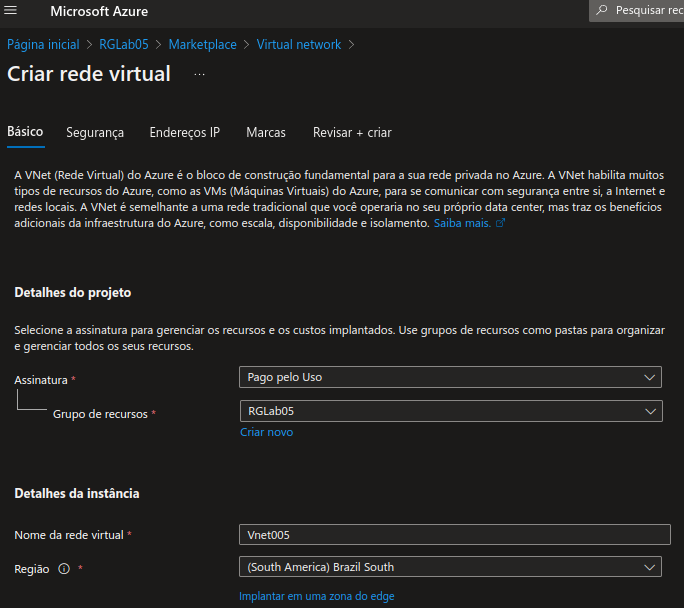 Microsoft Azure
Pesquisar rec
Página inicial > RGLab05 > Marketplace > Virtual network >
Criar rede virtual ...
Básico Segurança Endereços IP Marcas Revisar + criar
A VNet (Rede Virtual) do Azure é o bloco de construção fundamental para a sua rede privada no Azure. A VNet habilita muitos
tipos de recursos do Azure, como as VMs (Máquinas Virtuais) do Azure, para se comunicar com segurança entre si, a Internet e
redes locais. A VNet é semelhante a uma rede tradicional que você operaria no seu próprio data center, mas traz os benefícios
adicionais da infraestrutura do Azure, como escala, disponibilidade e isolamento. Saiba mais.
Detalhes do projeto
Selecione a assinatura para gerenciar os recursos e os custos implantados. Use grupos de recursos como pastas para organizar
e gerenciar todos os seus recursos.
Assinatura * Pago pelo Uso
Grupo de recursos * RGLab05
Criar novo
Detalhes da instância
Nome da rede virtual * Vnet005
Região * (South America) Brazil South
Implantar em uma zona do edge